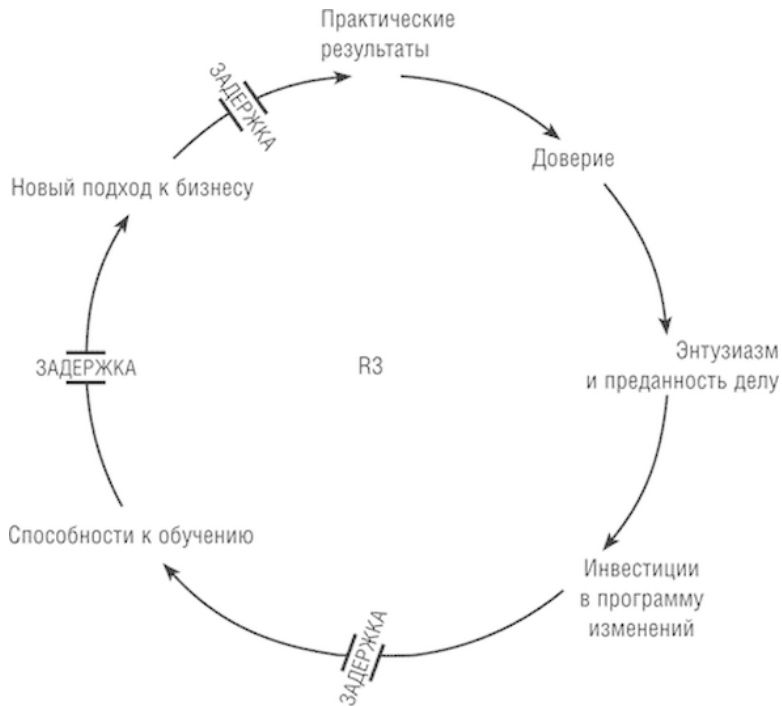 Практические
результаты
ЗАДЕРЖКА
Доверие
Новый подход к бизнесу
Энтузиазм
и преданность делу
ЗАДЕРЖКА
R3
Способности к обучению
Инвестиции
в программу
изменений
ЗАДЕРЖКА